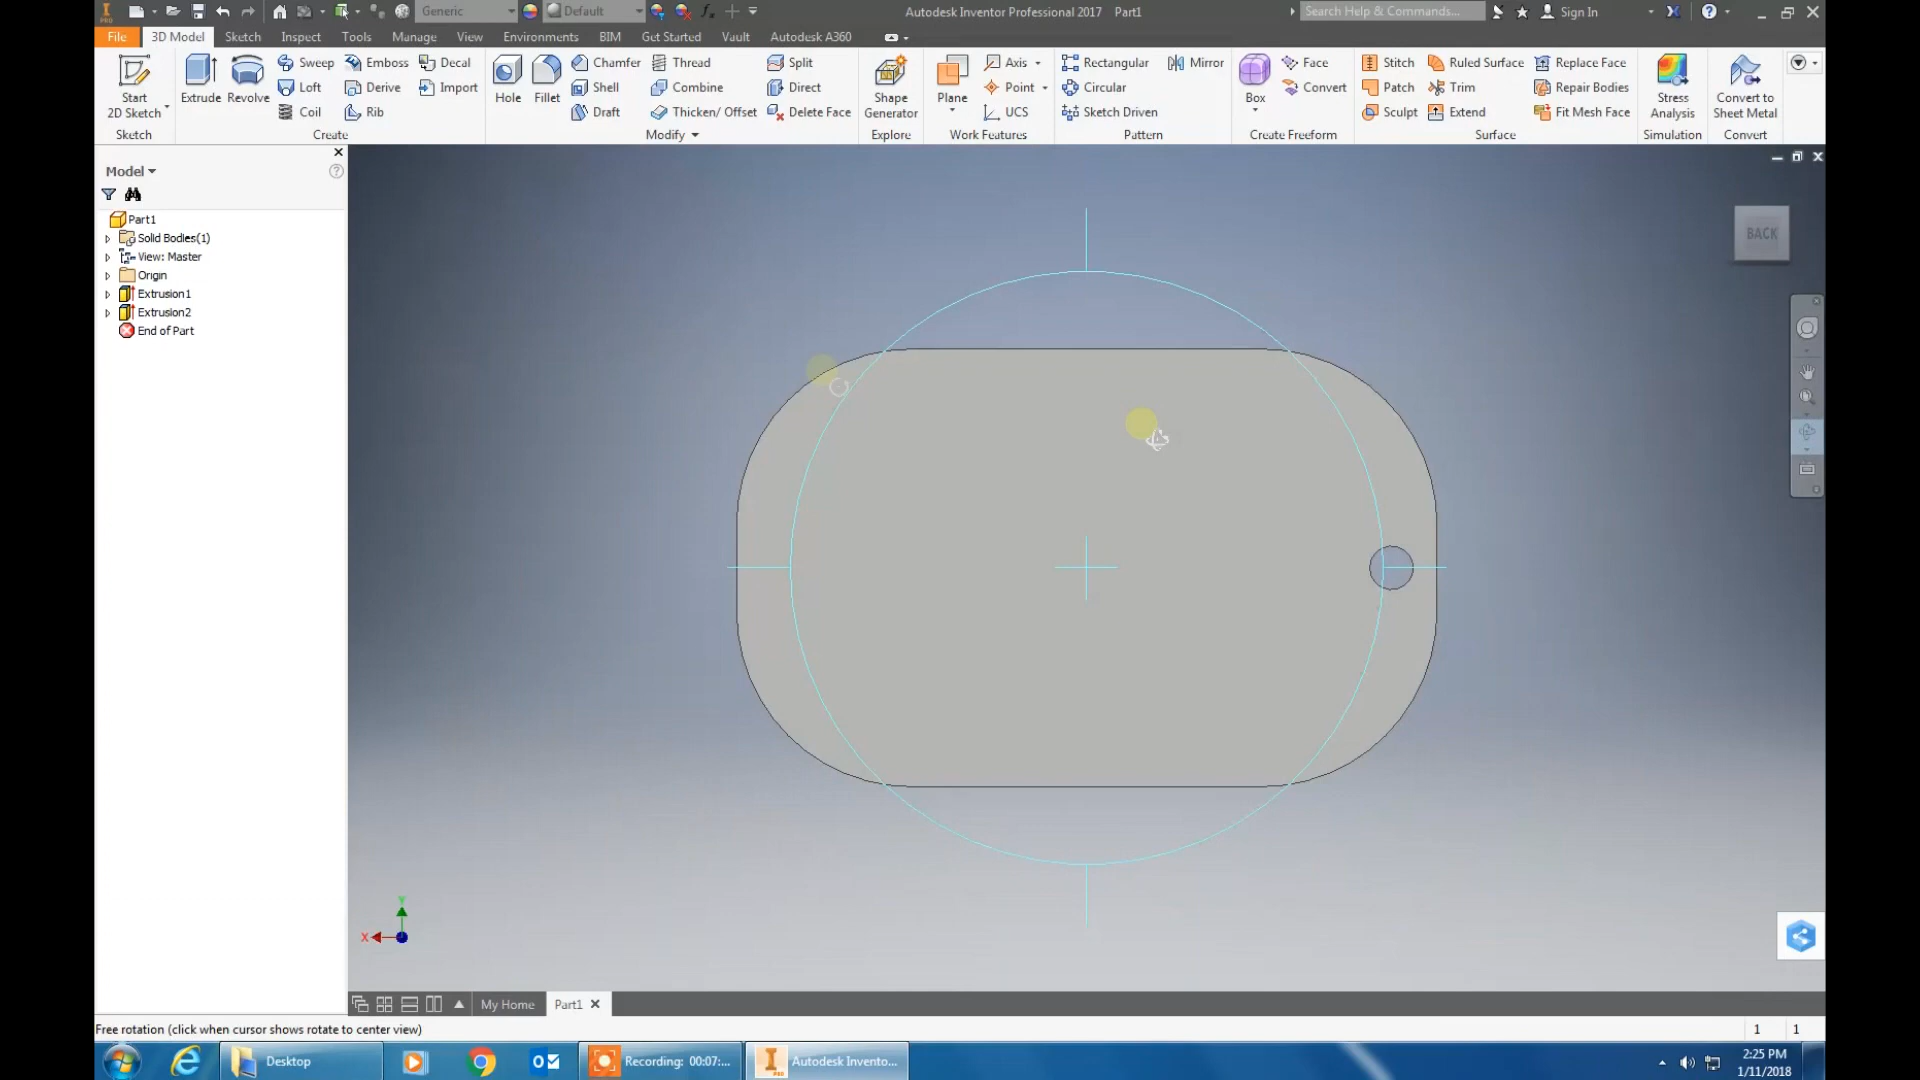 Generic Default Autodesk Inventor Professional 2017 Part1 Search Help & Commands... Sign In
File 3D Model Sketch Inspect Tools Manage View Environments BIM Get Started Vault Autodesk A360
Start
2D Sketch
Sketch
Extrude Revolve
Sweep Emboss Decal
Loft Derive Import
Coil Rib
Create
Hole Fillet
Chamfer Thread Split
Shell Combine Direct
Draft Thicken/ Offset Delete Face
Modify
Shape
Generator
Explore
Plane
Axis
Point
UCS
Work Features
Rectangular Mirror
Circular
Sketch Driven
Pattern
Box
Face
Convert
Create Freeform
Stitch Ruled Surface Replace Face
Patch Trim Repair Bodies
Sculpt Extend Fit Mesh Face
Surface
Stress
Analysis
Simulation
Convert to
Sheet Metal
Convert
Model
Part1
Solid Bodies(1)
View: Master
Origin
Extrusion1
Extrusion2
End of Part
BACK
Y
X
My Home Part1
Free rotation (click when cursor shows rotate to center view) 1 1
Desktop Recording: 00:07:... Autodesk Invento... 2:25 PM
1/11/2018